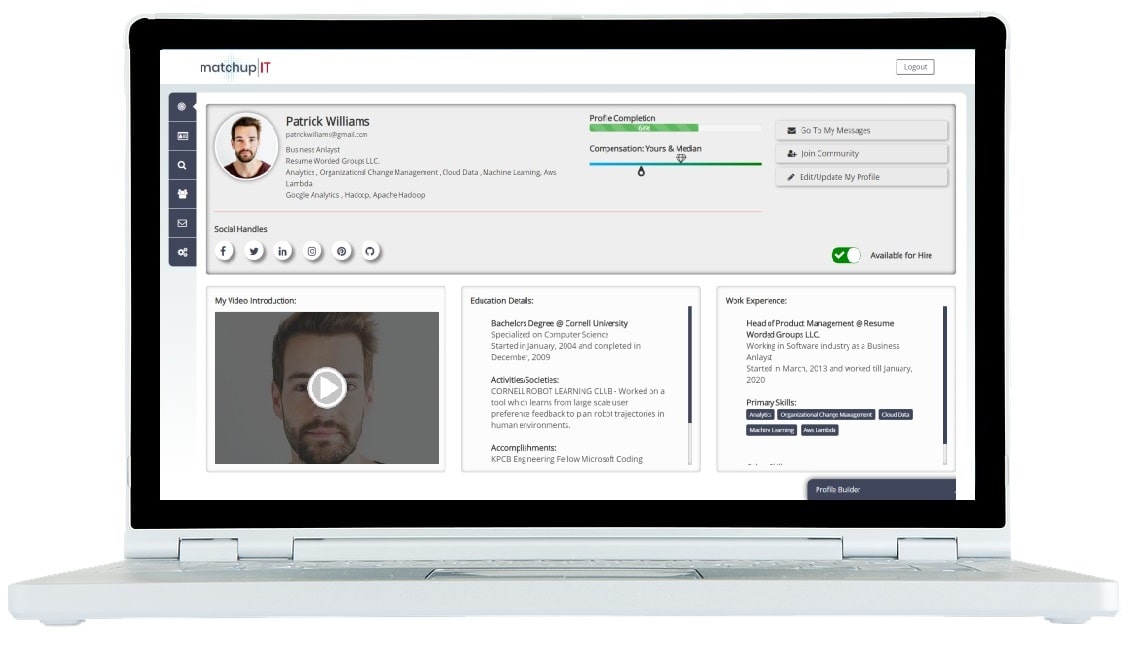 matchup|IT
Logout
Patrick Williams
patrickwilliams@gmail.com
Business Anlayst
Resume Worded Groups LLC.
Analytics , Organizational Change Management , Cloud Data , Machine Learning, Aws
Lambda
Google Analytics , Hadoop, Apache Hadoop
Profile Completion
64%
Compensation: Yours & Median
Go To My Messages
Join Community
Edit/Update My Profile
Social Handles
Available for Hire
My Video Introduction:
Education Details:
Bachelors Degree @ Cornell University
Specialized on Computer Science
Started in January, 2004 and completed in
December, 2009
Activities/Societies:
CORNELL ROBOT LEARNING CLUB - Worked on a
tool which learns from large scale user
preference feedback to plan robot trajectories in
human environments.
Accomplishments:
KPCB Engineering Fellow Microsoft Coding
Work Experience:
Head of Product Management @ Resume
Worded Groups LLC.
Working in Software industry as a Business
Anlayst
Started in March, 2013 and worked till January,
2020
Primary Skills:
Analytics Organizational Change Management Cloud Data
Machine Learning Aws Lambda
Profile Builder